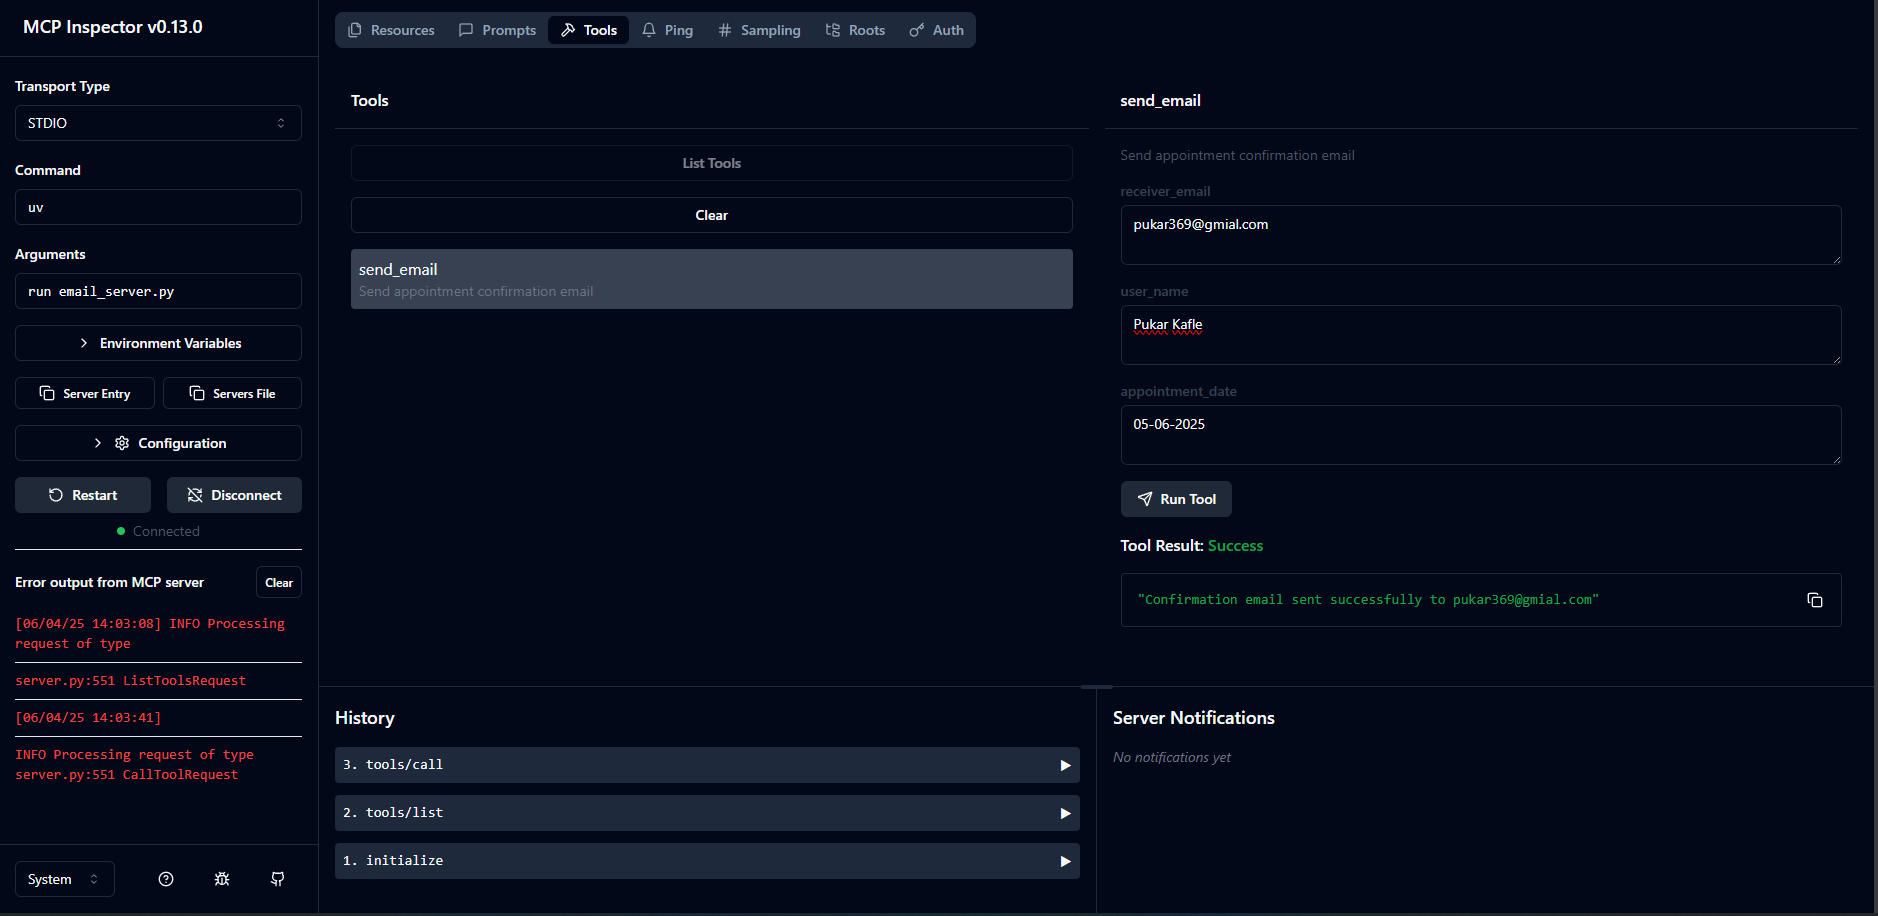 MCP Inspector v0.13.0
Transport Type
STDIO
Command
uv
Arguments
run email_server.py
Environment Variables
Server Entry
Servers File
Configuration
Restart
Disconnect
Connected
Error output from MCP server
Clear
[06/04/25 14:03:08] INFO Processing
request of type
server.py:551 ListToolsRequest
[06/04/25 14:03:41]
INFO Processing request of type
server.py:551 CallToolRequest
System
Resources
Prompts
Tools
Ping
Sampling
Roots
Auth
Tools
List Tools
Clear
send_email
Send appointment confirmation email
send_email
Send appointment confirmation email
receiver_email
pukar369@gmial.com
user_name
Pukar Kafle
appointment_date
05-06-2025
Run Tool
Tool Result: Success
"Confirmation email sent successfully to pukar369@gmial.com"
History
3. tools/call
2. tools/list
1. initialize
Server Notifications
No notifications yet